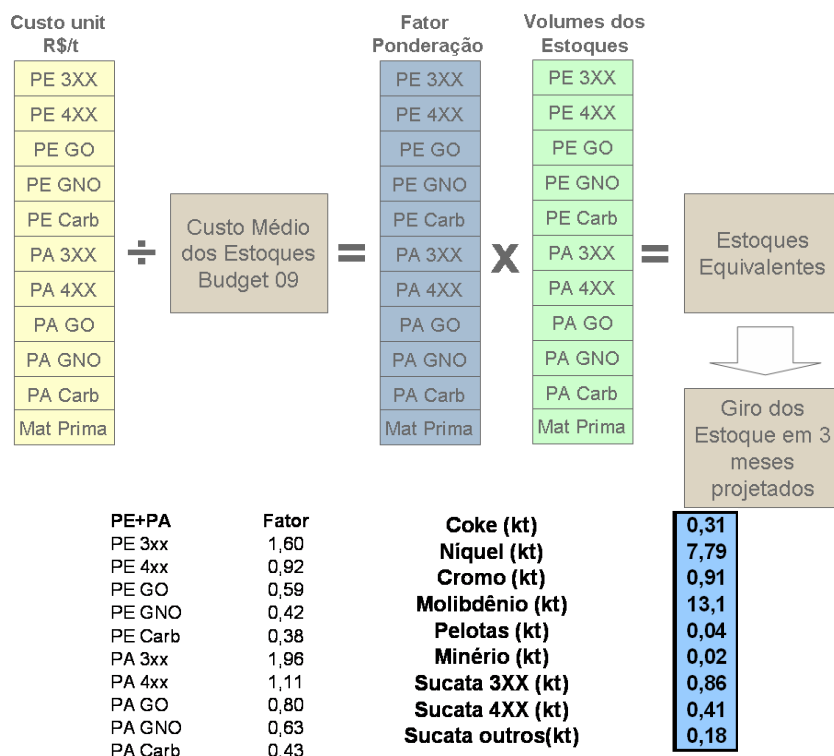 Custo unit
R$/t
PE 3XX
PE 4XX
PE GO
PE GNO
PE Carb
PA 3XX
PA 4XX
PA GO
PA GNO
PA Carb
Mat Prima
÷
Custo Médio
dos Estoques
Budget 09
=
Fator
Ponderação
PE 3XX
PE 4XX
PE GO
PE GNO
PE Carb
PA 3XX
PA 4XX
PA GO
PA GNO
PA Carb
Mat Prima
x
Volumes dos
Estoques
PE 3XX
PE 4XX
PE GO
PE GNO
PE Carb
PA 3XX
PA 4XX
PA GO
PA GNO
PA Carb
Mat Prima
=
Estoques
Equivalentes
Giro dos
Estoque em 3
meses
projetados
PE+PA Fator
PE 3xx 1,60
PE 4xx 0,92
PE GO 0,59
PE GNO 0,42
PE Carb 0,38
PA 3xx 1,96
PA 4xx 1,11
PA GO 0,80
PA GNO 0,63
PA Carb 0,43
Coke (kt) 0,31
Níquel (kt) 7,79
Cromo (kt) 0,91
Molibdênio (kt) 13,1
Pelotas (kt) 0,04
Minério (kt) 0,02
Sucata 3XX (kt) 0,86
Sucata 4XX (kt) 0,41
Sucata outros(kt) 0,18